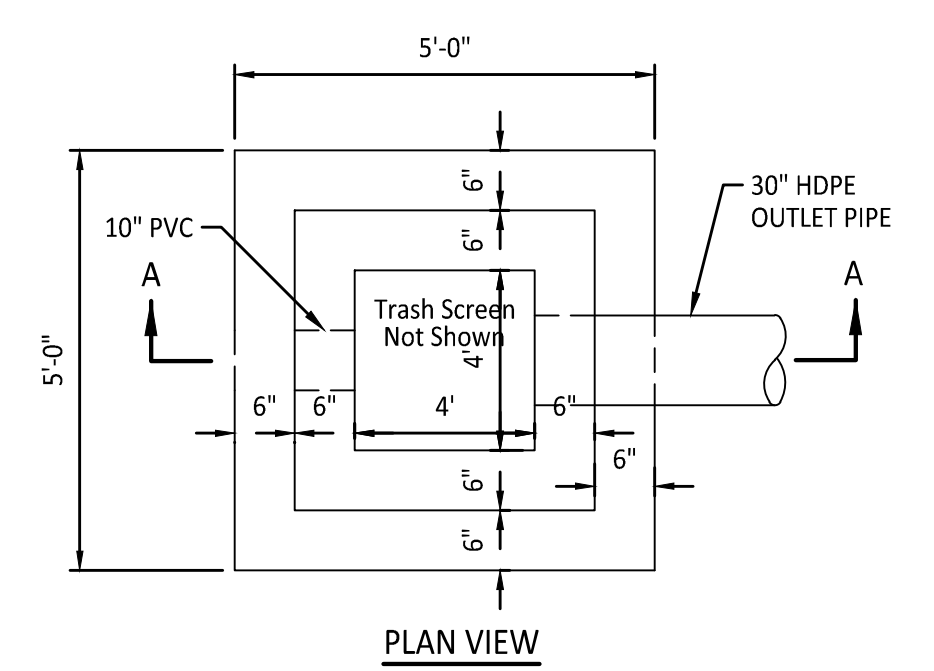 5'-0"
6"
30" HDPE
OUTLET PIPE
10" PVC
6"
A
A
Trash Screen
Not Shown
5'-0"
4'
6"
6"
4'
6"
6"
6"
6"
PLAN VIEW